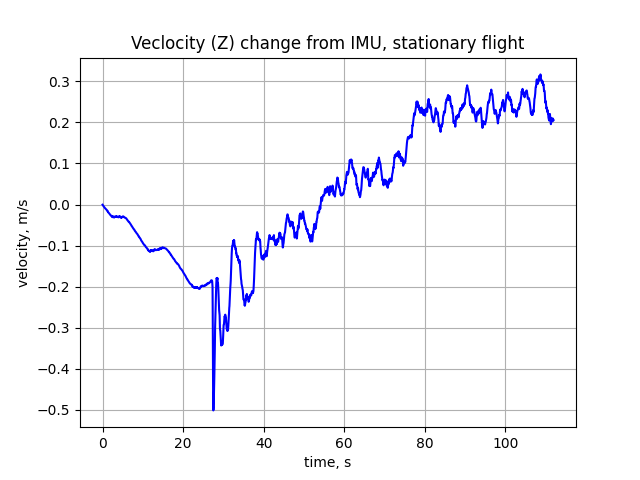 Veclocity (Z) change from IMU, stationary flight
0.3
0.2
0.1
0.0
−0.1
−0.2
−0.3
−0.4
−0.5
velocity, m/s
0 20 40 60 80 100
time, s